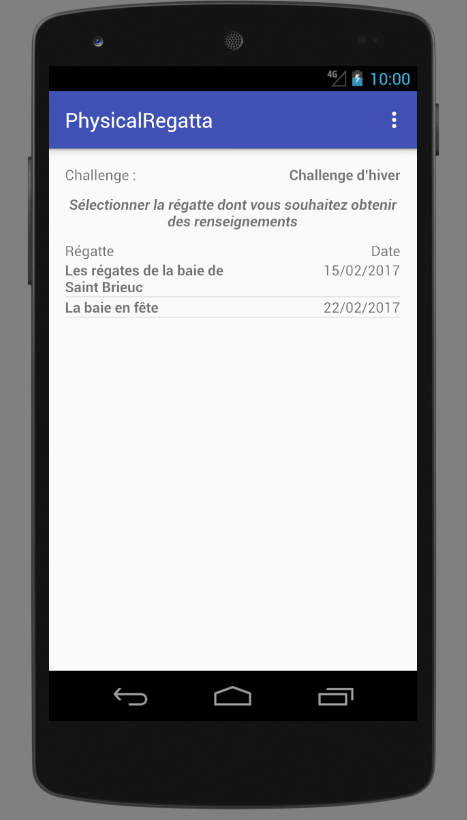 4G 10:00
PhysicalRegatta
Challenge : Challenge d'hiver
Sélectionner la régatte dont vous souhaitez obtenir
des renseignements
Régatte Date
Les régates de la baie de 15/02/2017
Saint Brieuc
La baie en fête 22/02/2017